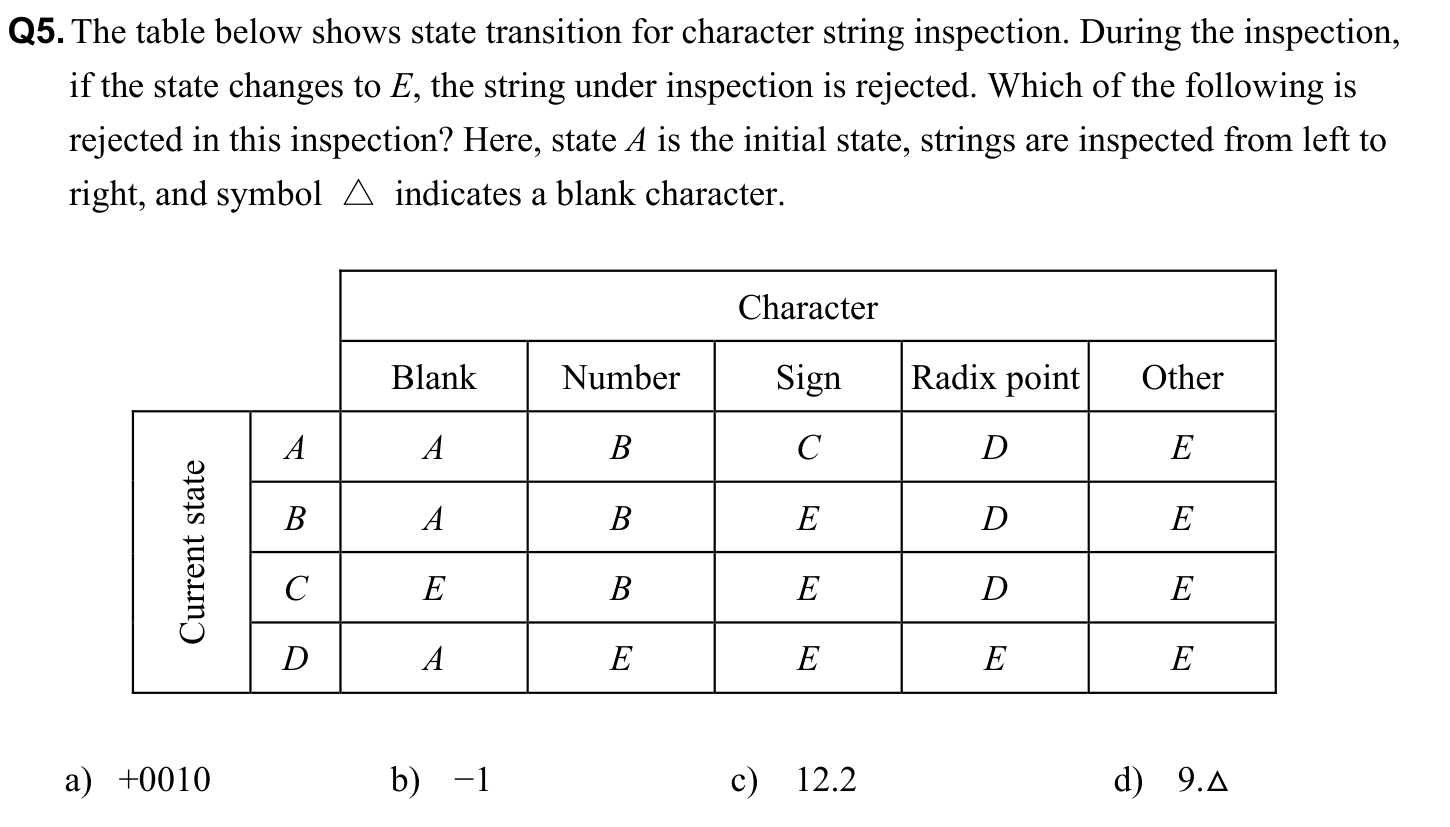 Q5. The table below shows state transition for character string inspection. During the inspection,
if the state changes to E, the string under inspection is rejected. Which of the following is
rejected in this inspection? Here, state A is the initial state, strings are inspected from left to
right, and symbol △ indicates a blank character.
Character
Blank Number Sign Radix point Other
Current state
A A B C D E
B A B E D E
C E B E D E
D A E E E E
a) +0010 b) −1 c) 12.2 d) 9.△